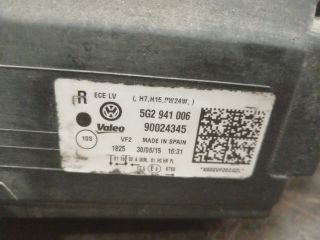 R ECE LV (, H7,H15,PW24W, )
5G2 941 006
Valeo 90024345
10S VF2 MADE IN SPAIN
1825 30/06/15 16:31